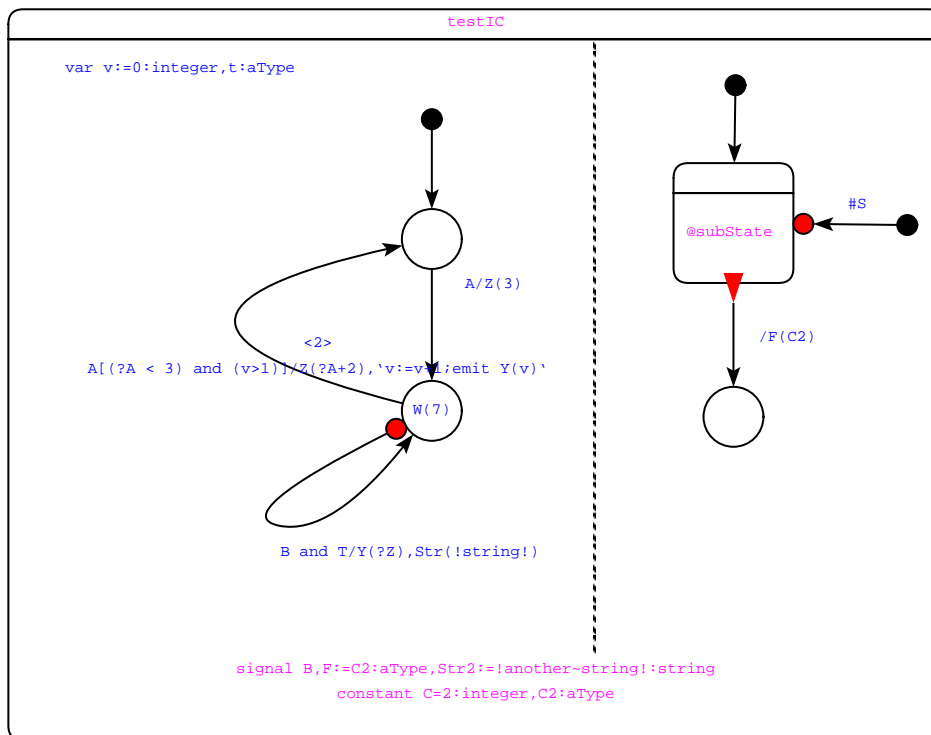 testIC
var v:=0:integer,t:aType
#S
@subState
A/Z(3)
/F(C2)
<2>
A[(?A < 3) and (v>1)]/Z(?A+2),`v:=v+1;emit Y(v)`
W(7)
B and T/Y(?Z),Str(!string!)
signal B,F:=C2:aType,Str2:=!another~string!:string
constant C=2:integer,C2:aType